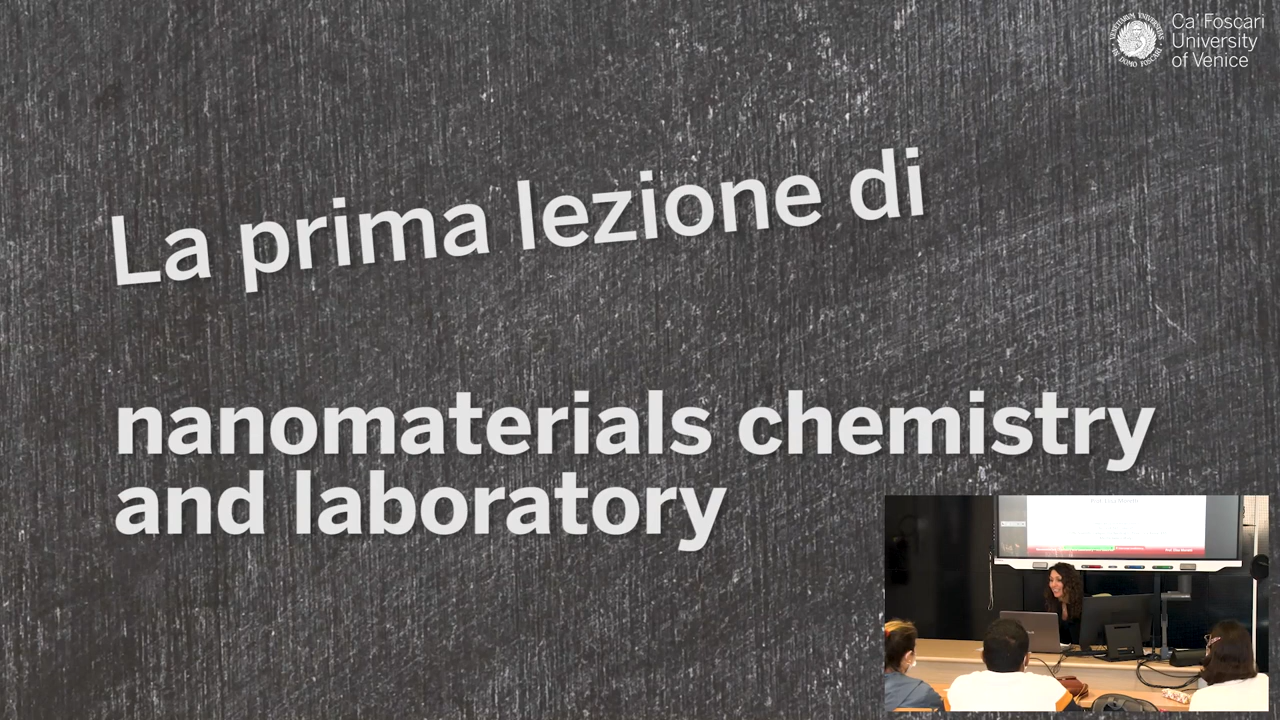 Ca' Foscari
University
of Venice
La prima lezione di
nanomaterials chemistry
and laboratory